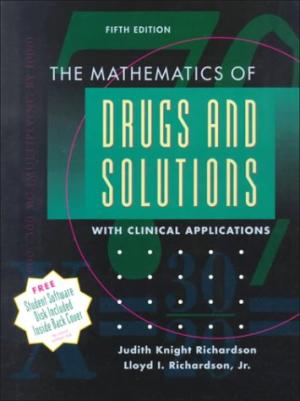 FIFTH EDITION
THE MATHEMATICS OF
DRUGS AND
SOLUTIONS
WITH CLINICAL APPLICATIONS
FREE
Student Software
Disk Included
Inside Back Cover
Judith Knight Richardson
Lloyd I. Richardson, Jr.